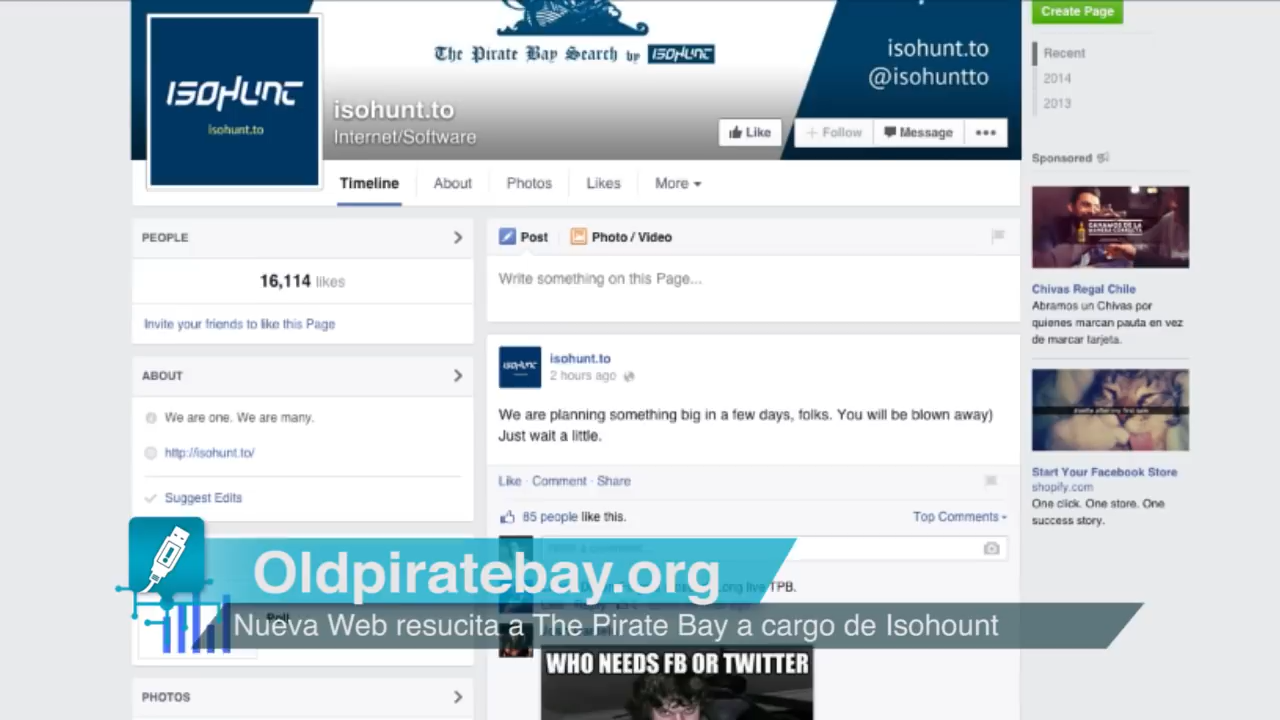 Create Page
The Pirate Bay Search by ISOHUNT
isohunt.to
@isohuntto
ISOHUNT
isohunt.to
isohunt.to
Internet/Software
Like
+ Follow
Message
Recent
2014
2013
Timeline
About
Photos
Likes
More
Sponsored
PEOPLE
16,114 likes
Invite your friends to like this Page
Post
Photo / Video
Write something on this Page...
Chivas Regal Chile
Abramos un Chivas por
quienes marcan pauta en vez
de marcar tarjeta.
ABOUT
We are one. We are many.
http://isohunt.to/
Suggest Edits
ISOHUNT
isohunt.to
2 hours ago
We are planning something big in a few days, folks. You will be blown away)
Just wait a little.
Like · Comment · Share
85 people like this.
Top Comments
Start Your Facebook Store
shopify.com
One click. One store. One
success story.
Long live TPB.
Oldpiratebay.org
Nueva Web resucita a The Pirate Bay a cargo de Isohount
Poll
WHO NEEDS FB OR TWITTER
PHOTOS